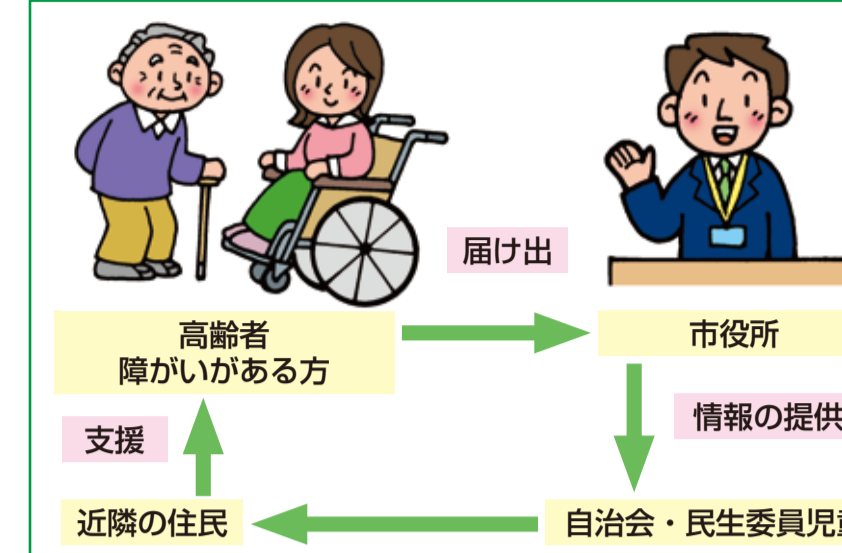 届け出
高齢者
障がいがある方
市役所
支援
情報の提供
近隣の住民
自治会・民生委員児童